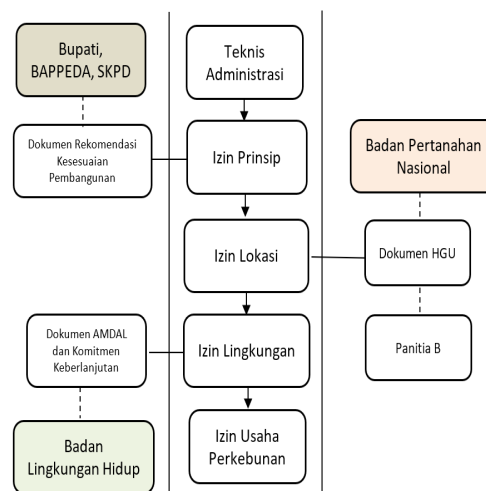 Bupati,
BAPPEDA, SKPD
Teknis
Administrasi
Dokumen Rekomendasi
Kesesuaian
Pembangunan
Izin Prinsip
Badan Pertanahan
Nasional
Izin Lokasi
Dokumen HGU
Dokumen AMDAL
dan Komitmen
Keberlanjutan
Izin Lingkungan
Panitia B
Badan
Lingkungan Hidup
Izin Usaha
Perkebunan